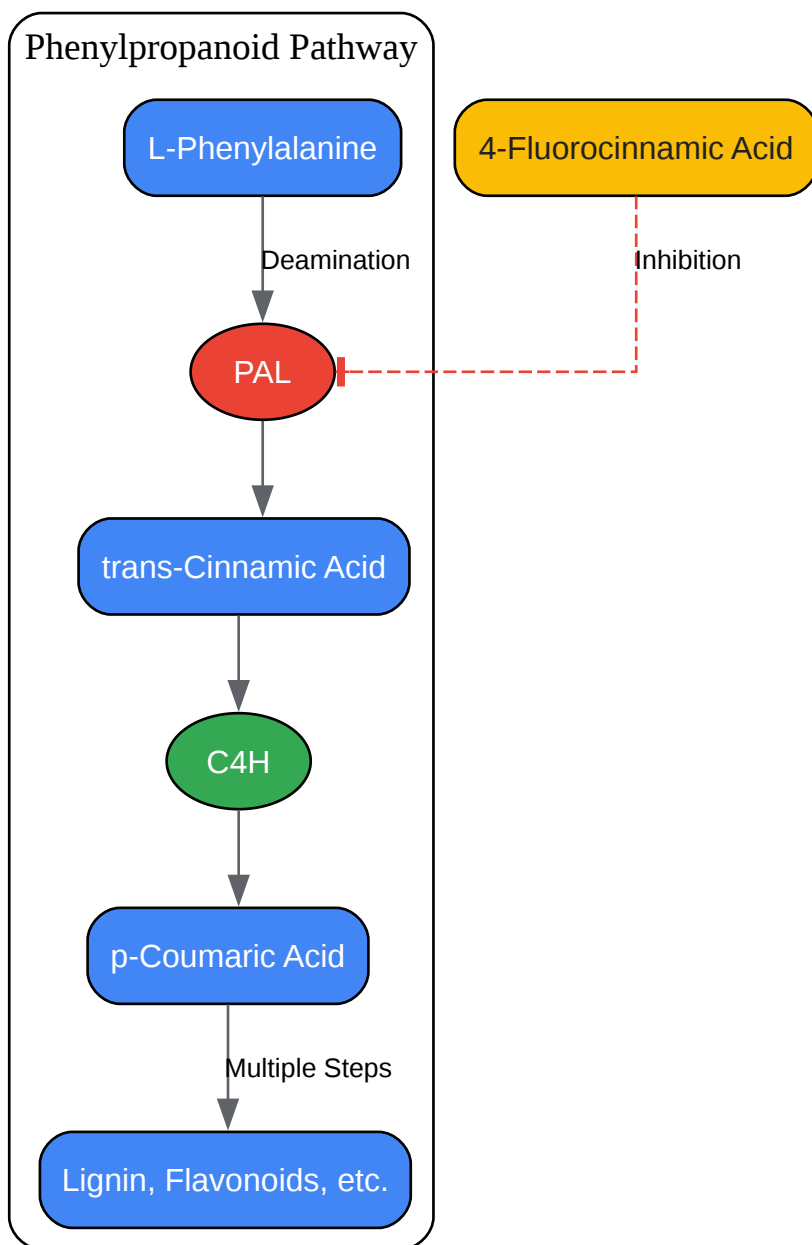 Phenylpropanoid Pathway
L-Phenylalanine
4-Fluorocinnamic Acid
Deamination
Inhibition
PAL
trans-Cinnamic Acid
C4H
p-Coumaric Acid
Multiple Steps
Lignin, Flavonoids, etc.